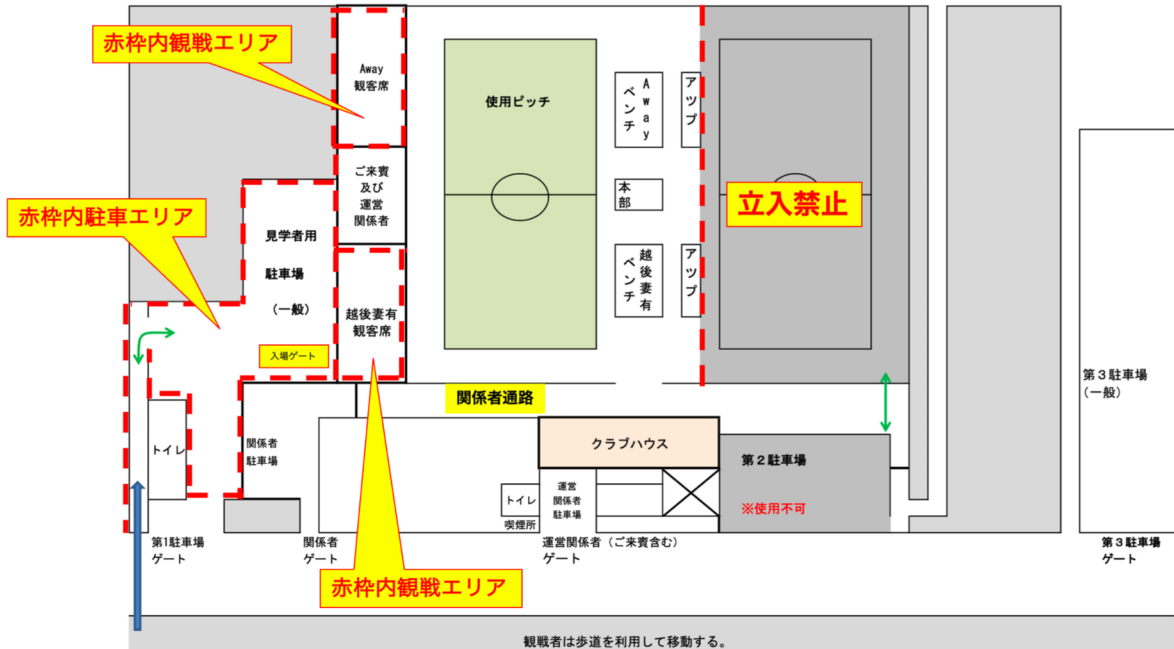 赤枠内観戦エリア
Away
観客席
使用ピッチ
Away
ベンチ
アップ
ご来賓
及び
運営
関係者
本部
立入禁止
赤枠内駐車エリア
見学者用
駐車場
（一般）
入場ゲート
越後妻有
観客席
越後妻有
ベンチ
アップ
第３駐車場
（一般）
関係者通路
クラブハウス
トイレ
関係者
駐車場
第２駐車場
※使用不可
トイレ
喫煙所
運営
関係者
駐車場
第1駐車場
ゲート
関係者
ゲート
運営関係者（ご来賓含む）
ゲート
第３駐車場
ゲート
赤枠内観戦エリア
観戦者は歩道を利用して移動する。